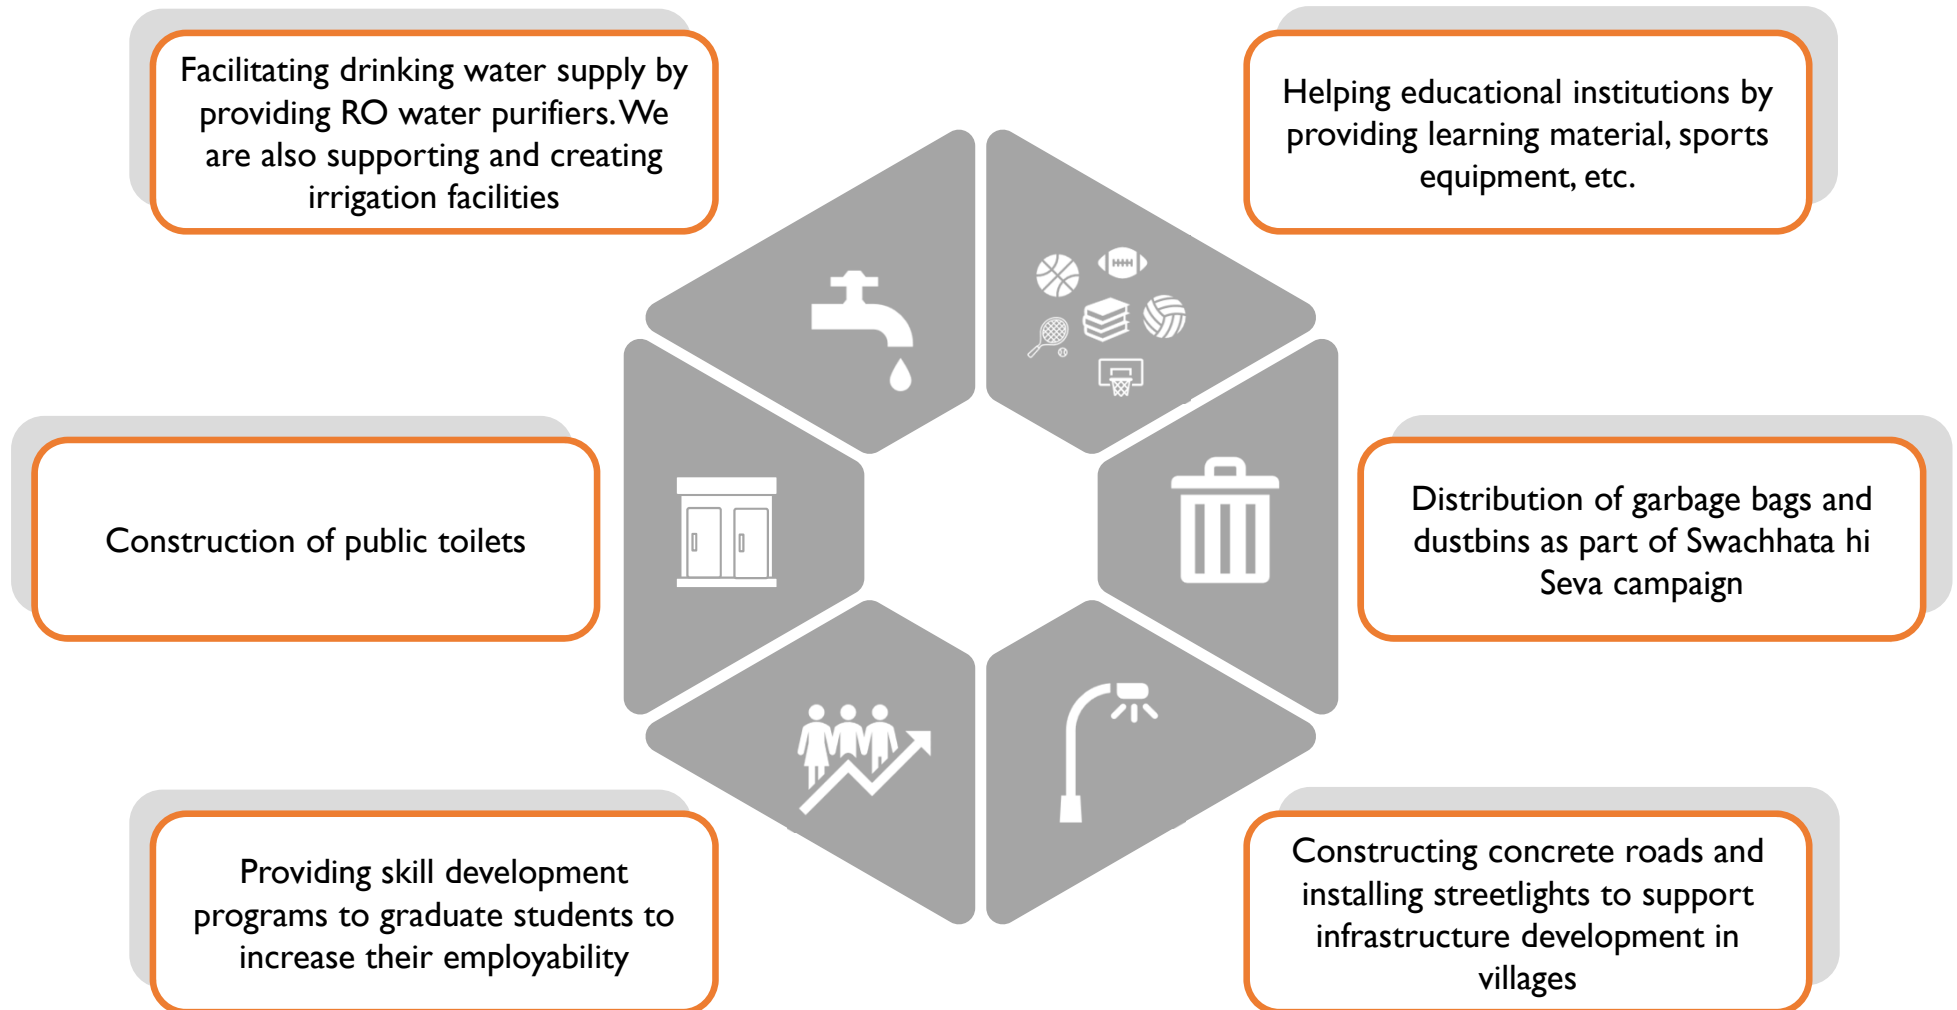 Facilitating drinking water supply by
providing RO water purifiers. We
are also supporting and creating
irrigation facilities
Helping educational institutions by
providing learning material, sports
equipment, etc.
Construction of public toilets
Distribution of garbage bags and
dustbins as part of Swachhata hi
Seva campaign
Providing skill development
programs to graduate students to
increase their employability
Constructing concrete roads and
installing streetlights to support
infrastructure development in
villages